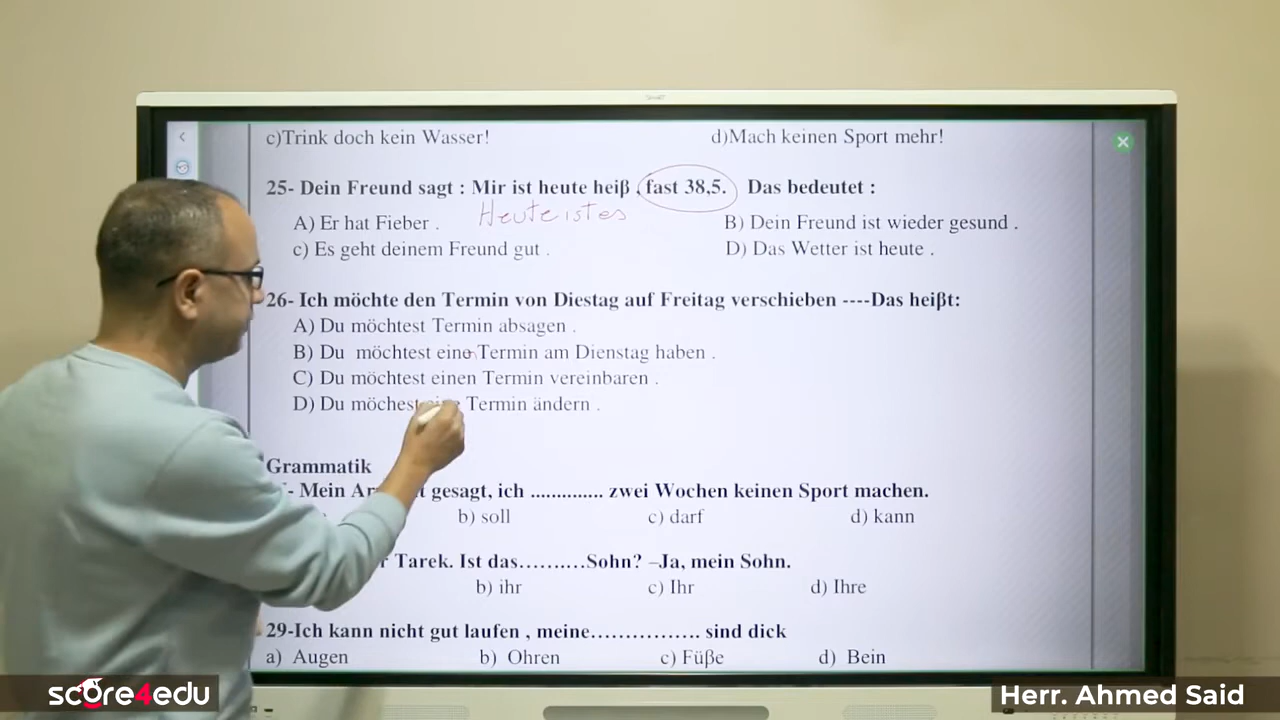 c)Trink doch kein Wasser! d)Mach keinen Sport mehr!
25- Dein Freund sagt : Mir ist heute heiß , fast 38,5. Das bedeutet :
Heute ist es
A) Er hat Fieber . B) Dein Freund ist wieder gesund .
c) Es geht deinem Freund gut . D) Das Wetter ist heute .
26- Ich möchte den Termin von Diestag auf Freitag verschieben ----Das heißt:
A) Du möchtest Termin absagen .
B) Du möchtest eine Termin am Dienstag haben .
C) Du möchtest einen Termin vereinbaren .
D) Du möchest Termin ändern .
Grammatik
- Mein gesagt, ich ............. zwei Wochen keinen Sport machen.
b) soll c) darf d) kann
Tarek. Ist das.……..Sohn? –Ja, mein Sohn.
b) ihr c) Ihr d) Ihre
29-Ich kann nicht gut laufen , meine……………. sind dick
a) Augen b) Ohren c) Füße d) Bein
score4edu
Herr. Ahmed Said